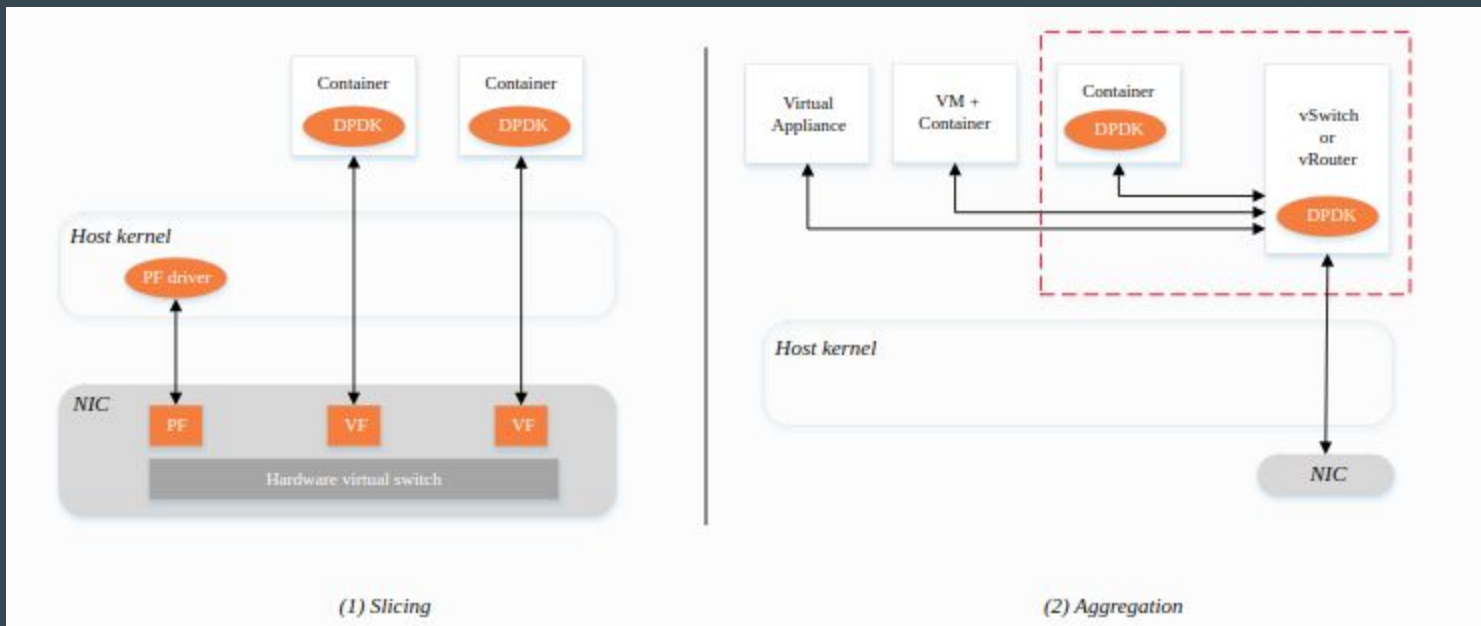 Container
DPDK
Container
DPDK
Host kernel
PF driver
NIC
PF
VF
VF
Hardware virtual switch
(1) Slicing
Virtual
Appliance
VM +
Container
Container
DPDK
vSwitch
or
vRouter
DPDK
Host kernel
NIC
(2) Aggregation